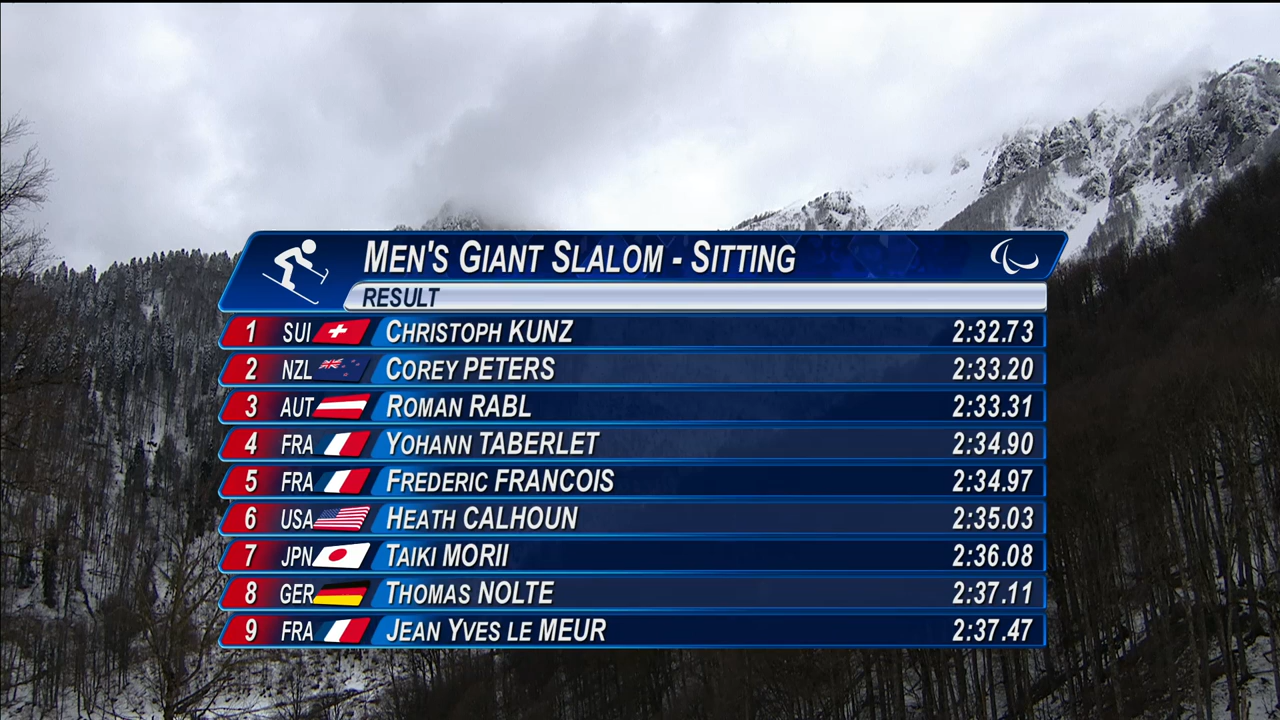 MEN'S GIANT SLALOM - SITTING
RESULT
1 SUI CHRISTOPH KUNZ 2:32.73
2 NZL COREY PETERS 2:33.20
3 AUT ROMAN RABL 2:33.31
4 FRA YOHANN TABERLET 2:34.90
5 FRA FREDERIC FRANCOIS 2:34.97
6 USA HEATH CALHOUN 2:35.03
7 JPN TAIKI MORII 2:36.08
8 GER THOMAS NOLTE 2:37.11
9 FRA JEAN YVES LE MEUR 2:37.47